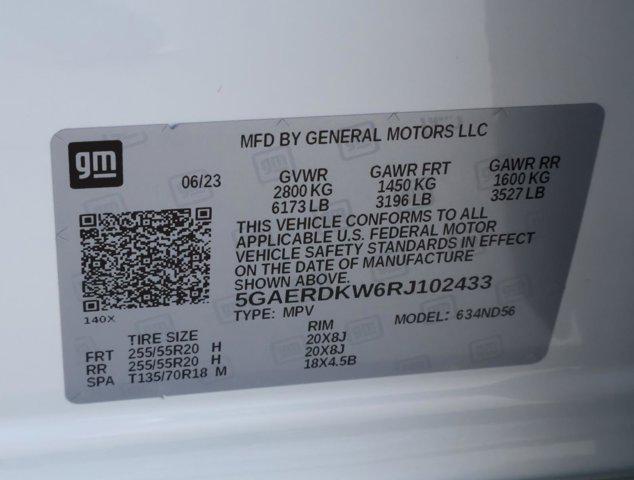 gm
MFD BY GENERAL MOTORS LLC
06/23 GVWR GAWR FRT GAWR RR
2800 KG 1450 KG 1600 KG
6173 LB 3196 LB 3527 LB
THIS VEHICLE CONFORMS TO ALL
APPLICABLE U.S. FEDERAL MOTOR
VEHICLE SAFETY STANDARDS IN EFFECT
ON THE DATE OF MANUFACTURE
SHOWN ABOVE.
5GAERDKW6RJ102433
140X
TYPE: MPV MODEL: 634ND56
TIRE SIZE RIM
FRT 255/55R20 H 20X8J
RR 255/55R20 H 20X8J
SPA T135/70R18 M 18X4.5B